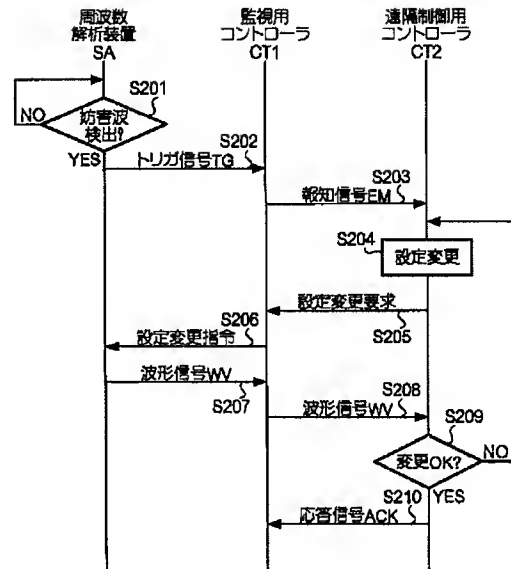 周波数
解析装置
SA
監視用
コントローラ
CT1
遠隔制御用
コントローラ
CT2
S201
妨害波
検出?
NO
YES
トリガ信号TG
S202
報知信号EM
S203
S204
設定変更
設定変更要求
S205
設定変更指令
S206
波形信号WV
S207
波形信号WV
S208
S209
変更OK?
NO
YES
S210
応答信号ACK